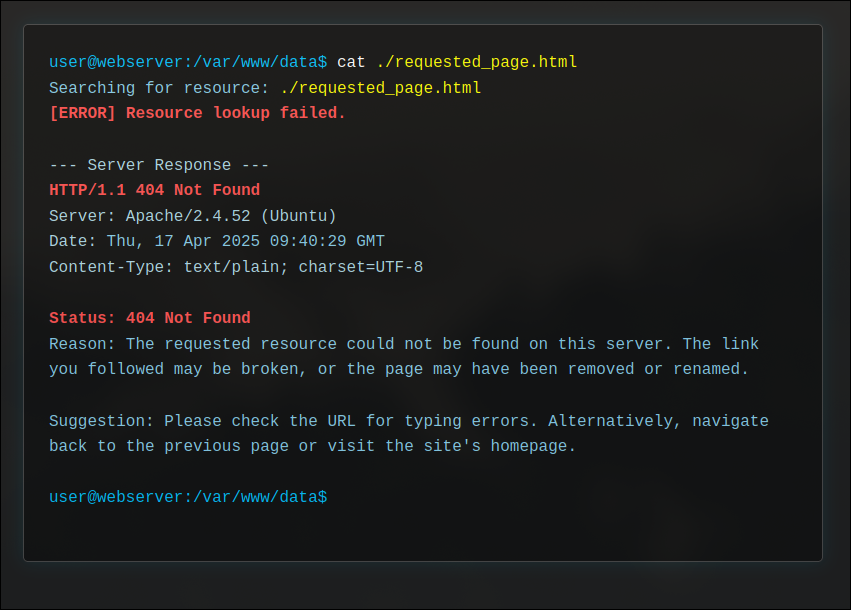 user@webserver:/var/www/data$ cat ./requested_page.html
Searching for resource: ./requested_page.html
[ERROR] Resource lookup failed.
--- Server Response ---
HTTP/1.1 404 Not Found
Server: Apache/2.4.52 (Ubuntu)
Date: Thu, 17 Apr 2025 09:40:29 GMT
Content-Type: text/plain; charset=UTF-8
Status: 404 Not Found
Reason: The requested resource could not be found on this server. The link
you followed may be broken, or the page may have been removed or renamed.
Suggestion: Please check the URL for typing errors. Alternatively, navigate
back to the previous page or visit the site's homepage.
user@webserver:/var/www/data$